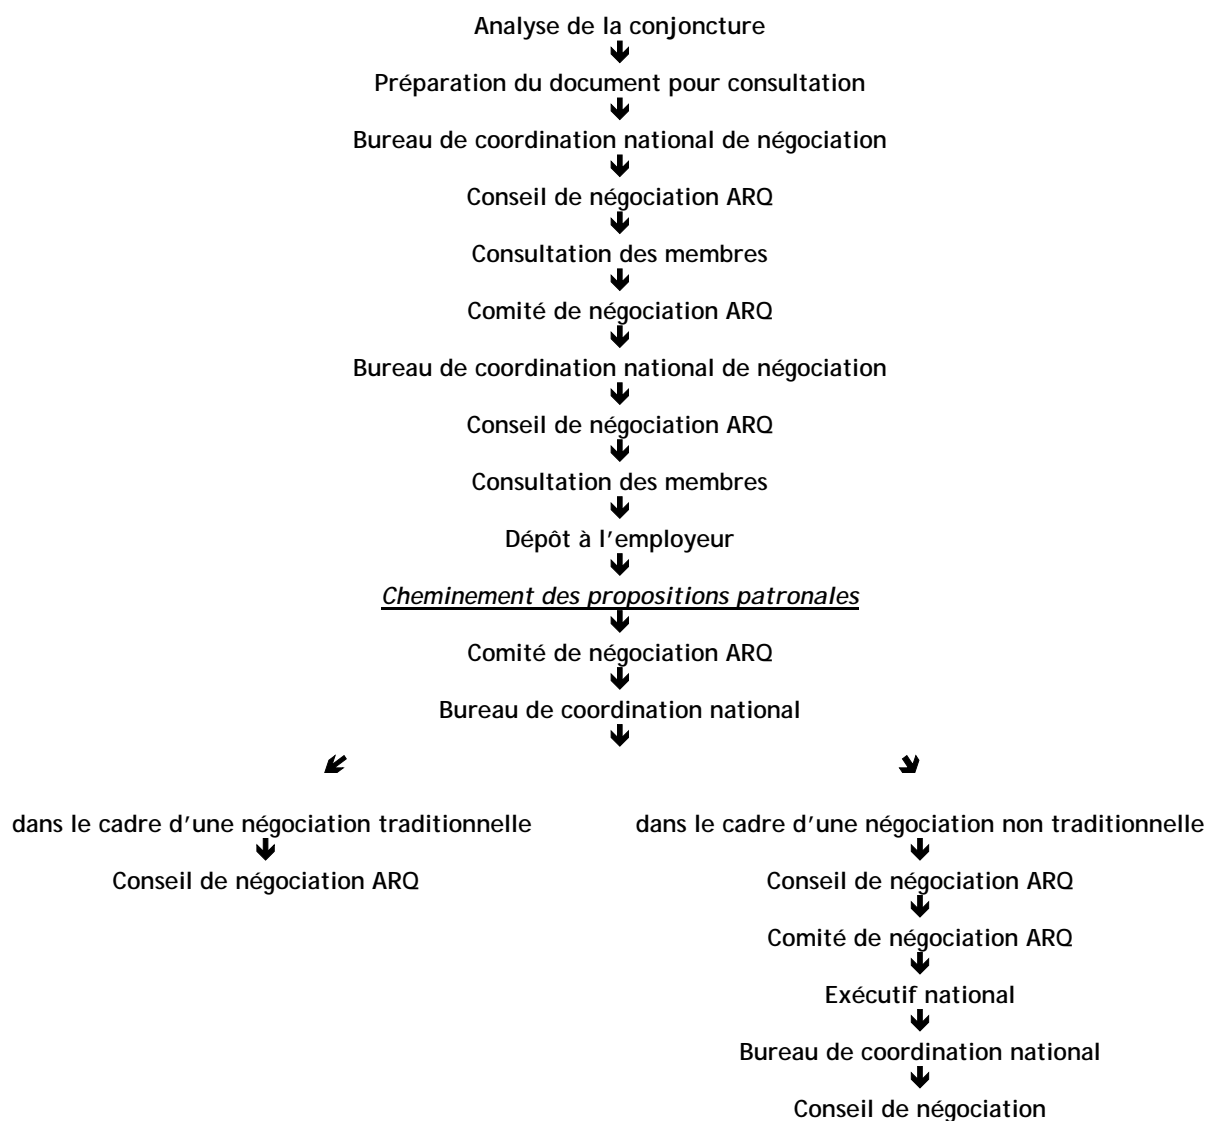 Analyse de la conjoncture
Préparation du document pour consultation
Bureau de coordination national de négociation
Conseil de négociation ARQ
Consultation des membres
Comité de négociation ARQ
Bureau de coordination national de négociation
Conseil de négociation ARQ
Consultation des membres
Dépôt à l’employeur
Cheminement des propositions patronales
Comité de négociation ARQ
Bureau de coordination national
dans le cadre d’une négociation traditionnelle
Conseil de négociation ARQ
dans le cadre d’une négociation non traditionnelle
Conseil de négociation ARQ
Comité de négociation ARQ
Exécutif national
Bureau de coordination national
Conseil de négociation